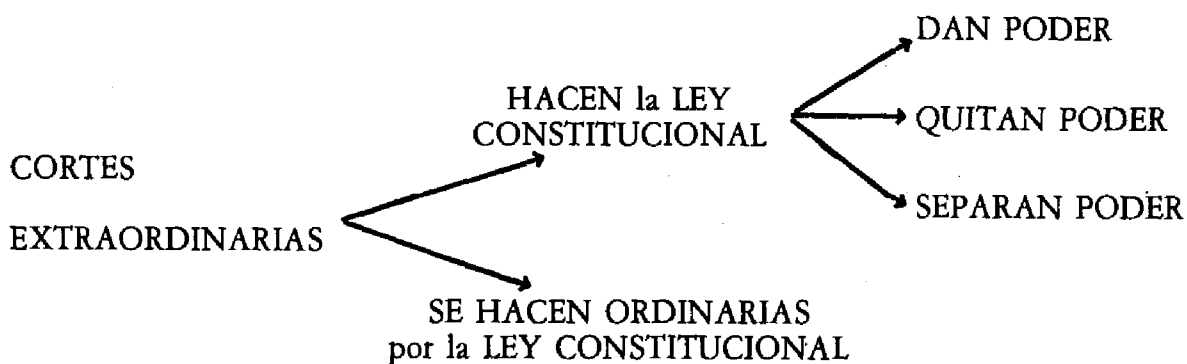 CORTES
EXTRAORDINARIAS
HACEN la LEY
CONSTITUCIONAL
DAN PODER
QUITAN PODER
SEPARAN PODER
SE HACEN ORDINARIAS
por la LEY CONSTITUCIONAL